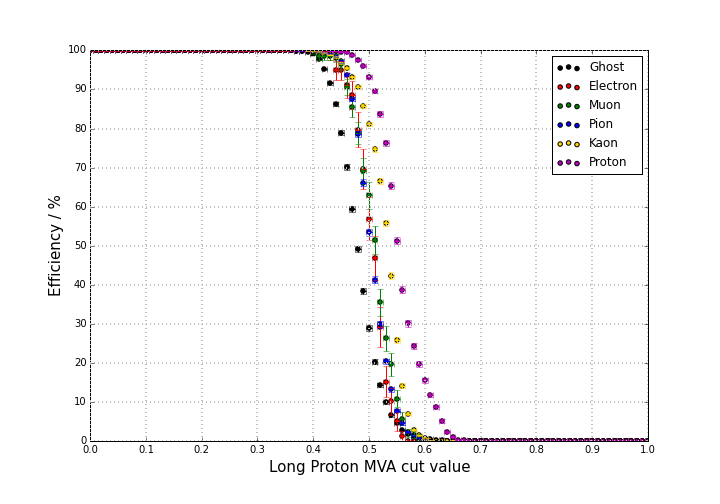 100
90
80
70
60
50
40
30
20
10
0
Efficiency / %
Ghost
Electron
Muon
Pion
Kaon
Proton
0.0 0.1 0.2 0.3 0.4 0.5 0.6 0.7 0.8 0.9 1.0
Long Proton MVA cut value